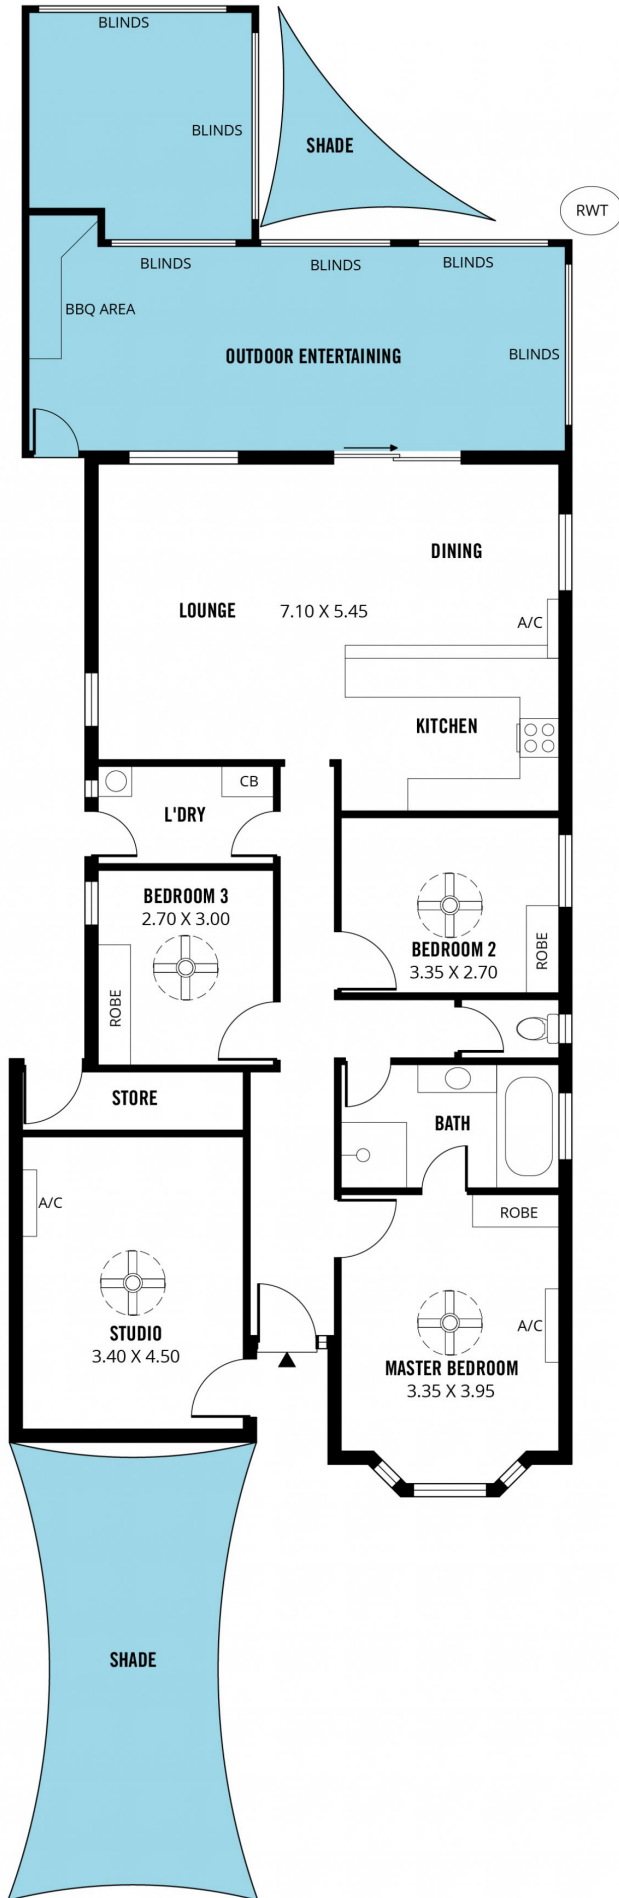 BLINDS
BLINDS
SHADE
RWT
BLINDS
BLINDS
BLINDS
BBQ AREA
OUTDOOR ENTERTAINING
BLINDS
DINING
LOUNGE
7.10 X 5.45
A/C
KITCHEN
CB
L'DRY
BEDROOM 3
2.70 X 3.00
ROBE
BEDROOM 2
3.35 X 2.70
ROBE
STORE
BATH
A/C
ROBE
STUDIO
3.40 X 4.50
A/C
MASTER BEDROOM
3.35 X 3.95
SHADE